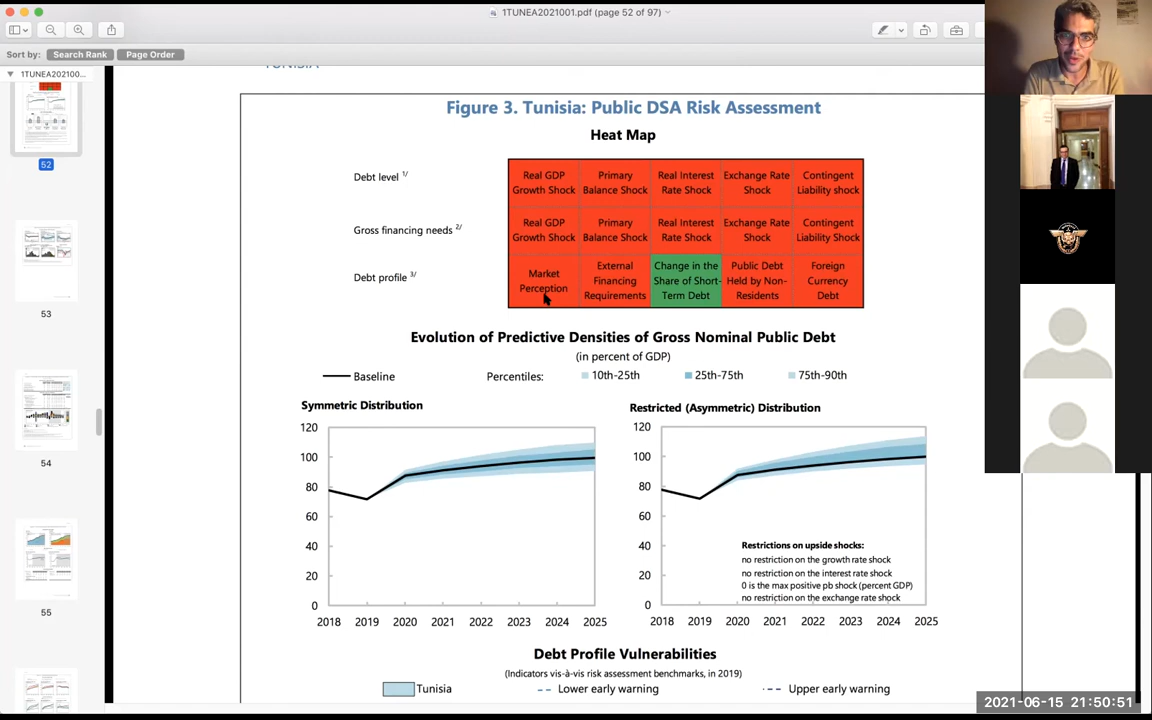 1TUNEA2021001.pdf (page 52 of 97)
Sort by: Search Rank Page Order
1TUNEA202100...
52
53
54
55
TUNISIA
Figure 3. Tunisia: Public DSA Risk Assessment
Heat Map
Debt level 1/
Real GDP Growth Shock
Primary Balance Shock
Real Interest Rate Shock
Exchange Rate Shock
Contingent Liability shock
Gross financing needs 2/
Real GDP Growth Shock
Primary Balance Shock
Real Interest Rate Shock
Exchange Rate Shock
Contingent Liability Shock
Debt profile 3/
Market Perception
External Financing Requirements
Change in the Share of Short-Term Debt
Public Debt Held by Non-Residents
Foreign Currency Debt
Evolution of Predictive Densities of Gross Nominal Public Debt
(in percent of GDP)
Baseline Percentiles: 10th-25th 25th-75th 75th-90th
Symmetric Distribution
120
100
80
60
40
20
0
2018 2019 2020 2021 2022 2023 2024 2025
Restricted (Asymmetric) Distribution
120
100
80
60
40
20
0
Restrictions on upside shocks:
no restriction on the growth rate shock
no restriction on the interest rate shock
0 is the max positive pb shock (percent GDP)
no restriction on the exchange rate shock
2018 2019 2020 2021 2022 2023 2024 2025
Debt Profile Vulnerabilities
(Indicators vis-à-vis risk assessment benchmarks, in 2019)
Tunisia Lower early warning Upper early warning
2021-06-15 21:50:51